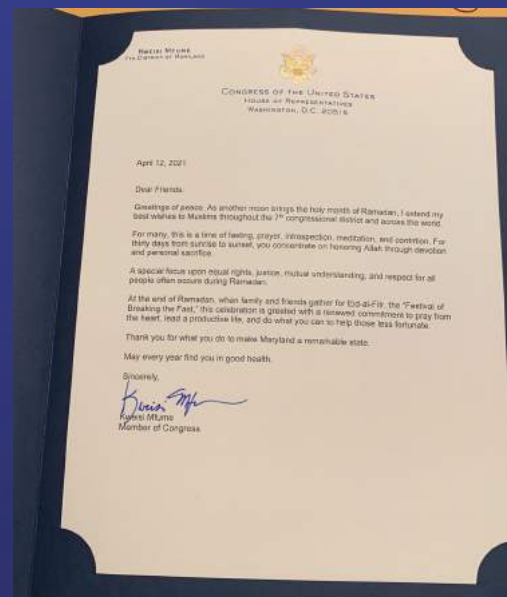 KWEISI MFUME
7TH DISTRICT OF MARYLAND
CONGRESS OF THE UNITED STATES
HOUSE OF REPRESENTATIVES
WASHINGTON, D.C. 20515
April 12, 2021
Dear Friends:
Greetings of peace. As another moon brings the holy month of Ramadan, I extend my
best wishes to Muslims throughout the 7th congressional district and across the world.
For many, this is a time of fasting, prayer, introspection, meditation, and contrition. For
thirty days from sunrise to sunset, you concentrate on honoring Allah through devotion
and personal sacrifice.
A special focus upon equal rights, justice, mutual understanding, and respect for all
people often occurs during Ramadan.
At the end of Ramadan, when family and friends gather for Eid-al-Fitr, the “Festival of
Breaking the Fast,” this celebration is greeted with a renewed commitment to pray from
the heart, lead a productive life, and do what you can to help those less fortunate.
Thank you for what you do to make Maryland a remarkable state.
May every year find you in good health.
Sincerely,
Kweisi Mfume
Kweisi Mfume
Member of Congress